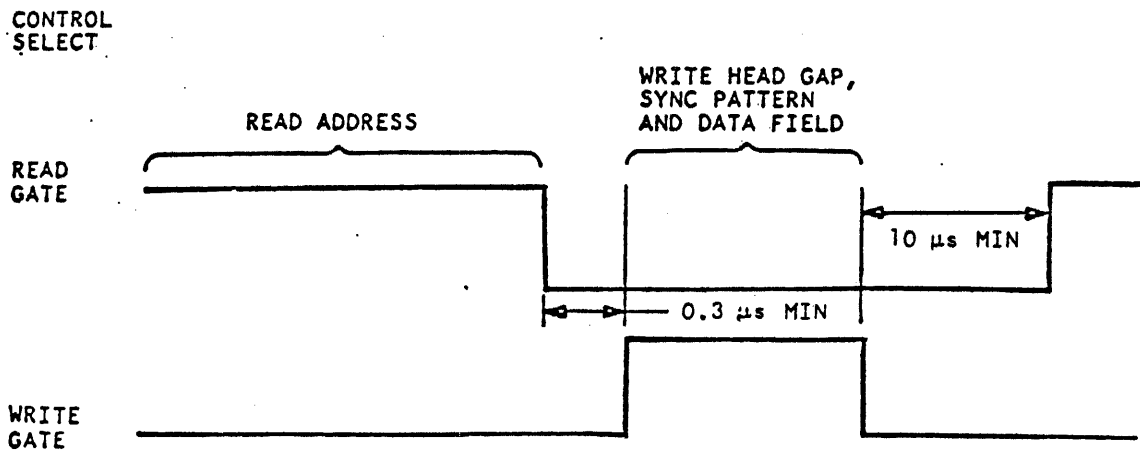 CONTROL
SELECT
WRITE HEAD GAP,
SYNC PATTERN
AND DATA FIELD
READ ADDRESS
READ
GATE
10 μs MIN
0.3 μs MIN
WRITE
GATE